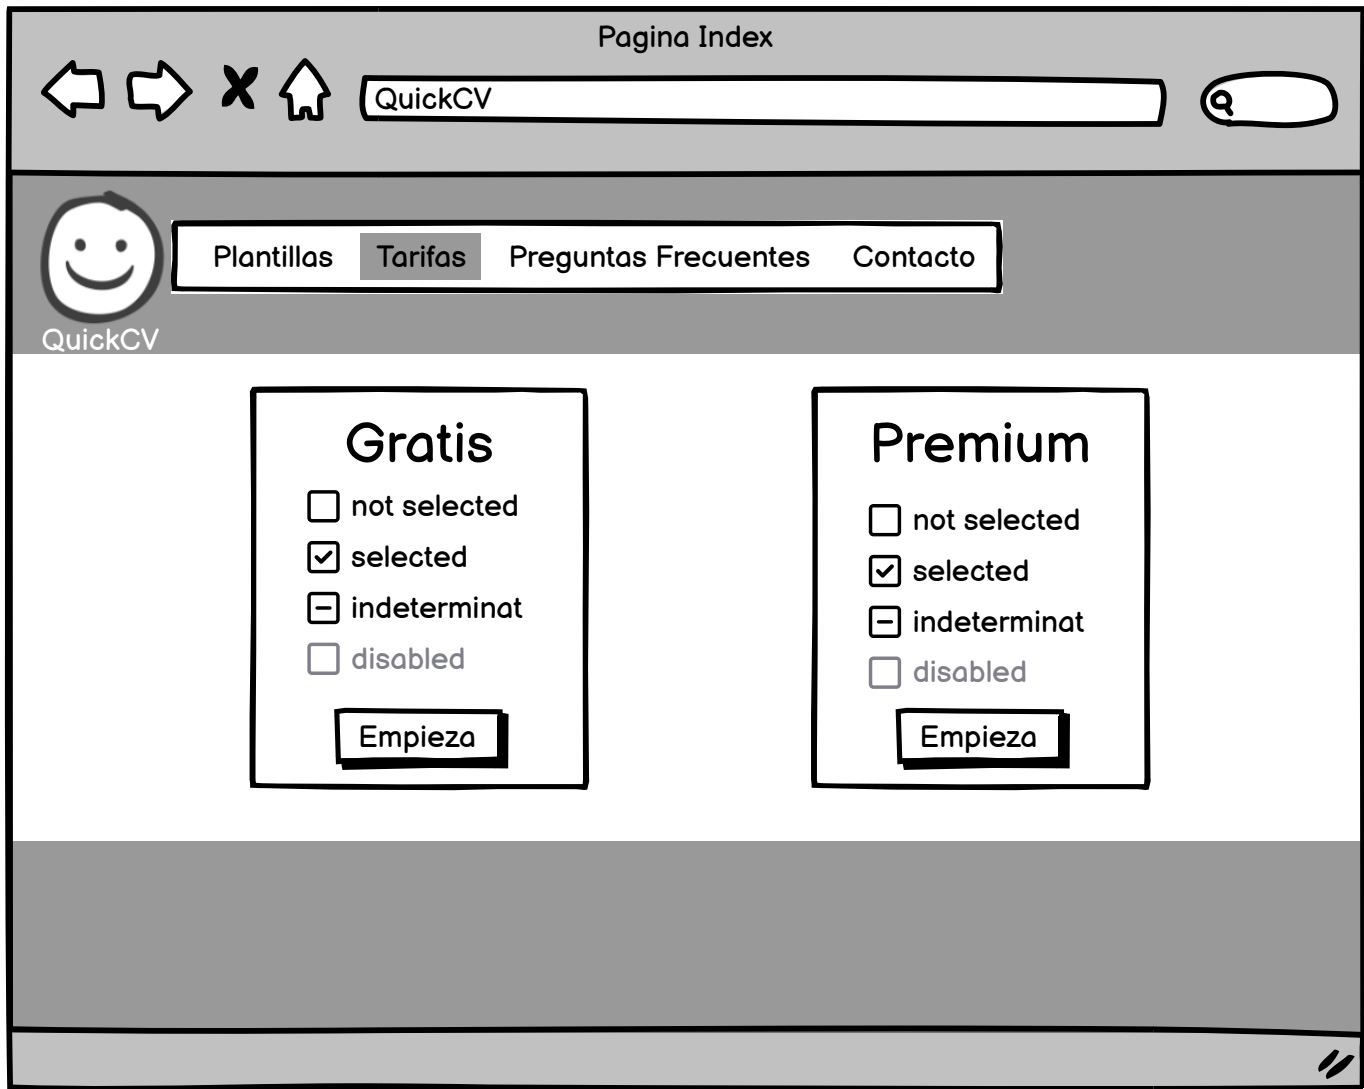 Pagina Index
QuickCV
Plantillas Tarifas Preguntas Frecuentes Contacto
QuickCV
Gratis
not selected
selected
indeterminat
disabled
Empieza
Premium
not selected
selected
indeterminat
disabled
Empieza